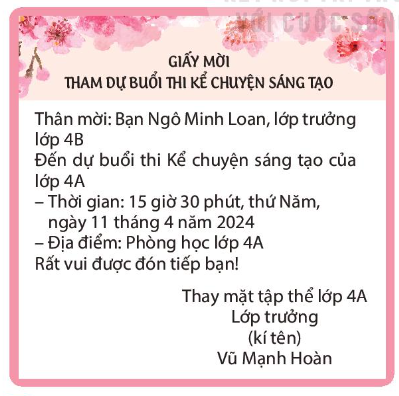 GIẤY MỜI
THAM DỰ BUỔI THI KỂ CHUYỆN SÁNG TẠO
Thân mời: Bạn Ngô Minh Loan, lớp trưởng
lớp 4B
Đến dự buổi thi Kể chuyện sáng tạo của
lớp 4A
– Thời gian: 15 giờ 30 phút, thứ Năm,
ngày 11 tháng 4 năm 2024
– Địa điểm: Phòng học lớp 4A
Rất vui được đón tiếp bạn!
Thay mặt tập thể lớp 4A
Lớp trưởng
(kí tên)
Vũ Mạnh Hoàn